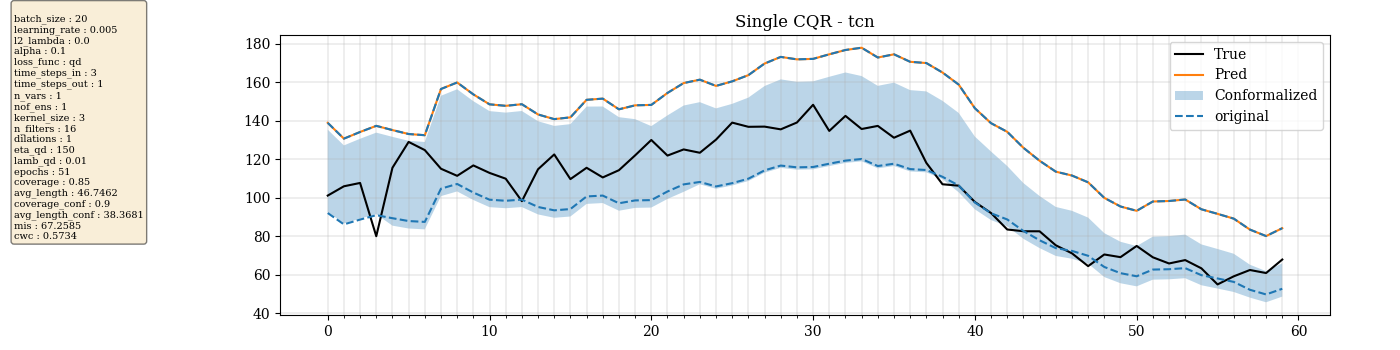 batch_size : 20
learning_rate : 0.005
l2_lambda : 0.0
alpha : 0.1
loss_func : qd
time_steps_in : 3
time_steps_out : 1
n_vars : 1
nof_ens : 1
kernel_size : 3
n_filters : 16
dilations : 1
eta_qd : 150
lamb_qd : 0.01
epochs : 51
coverage : 0.85
avg_length : 46.7462
coverage_conf : 0.9
avg_length_conf : 38.3681
mis : 67.2585
cwc : 0.5734
Single CQR - tcn
180
160
140
120
100
80
60
40
0 10 20 30 40 50 60
True
Pred
Conformalized
original